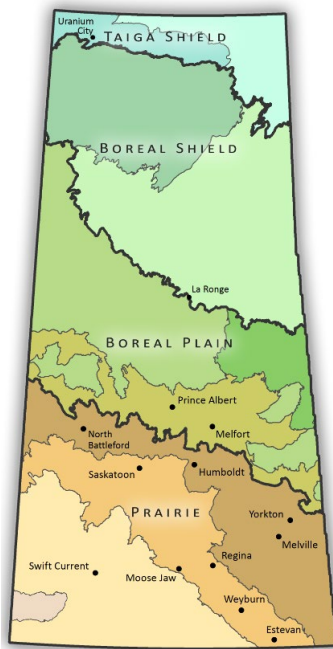 Uranium
City
TAIGA SHIELD
BOREAL SHIELD
La Ronge
BOREAL PLAIN
Prince Albert
North
Battleford
Melfort
Saskatoon
Humboldt
PRAIRIE
Yorkton
Melville
Regina
Swift Current
Moose Jaw
Weyburn
Estevan